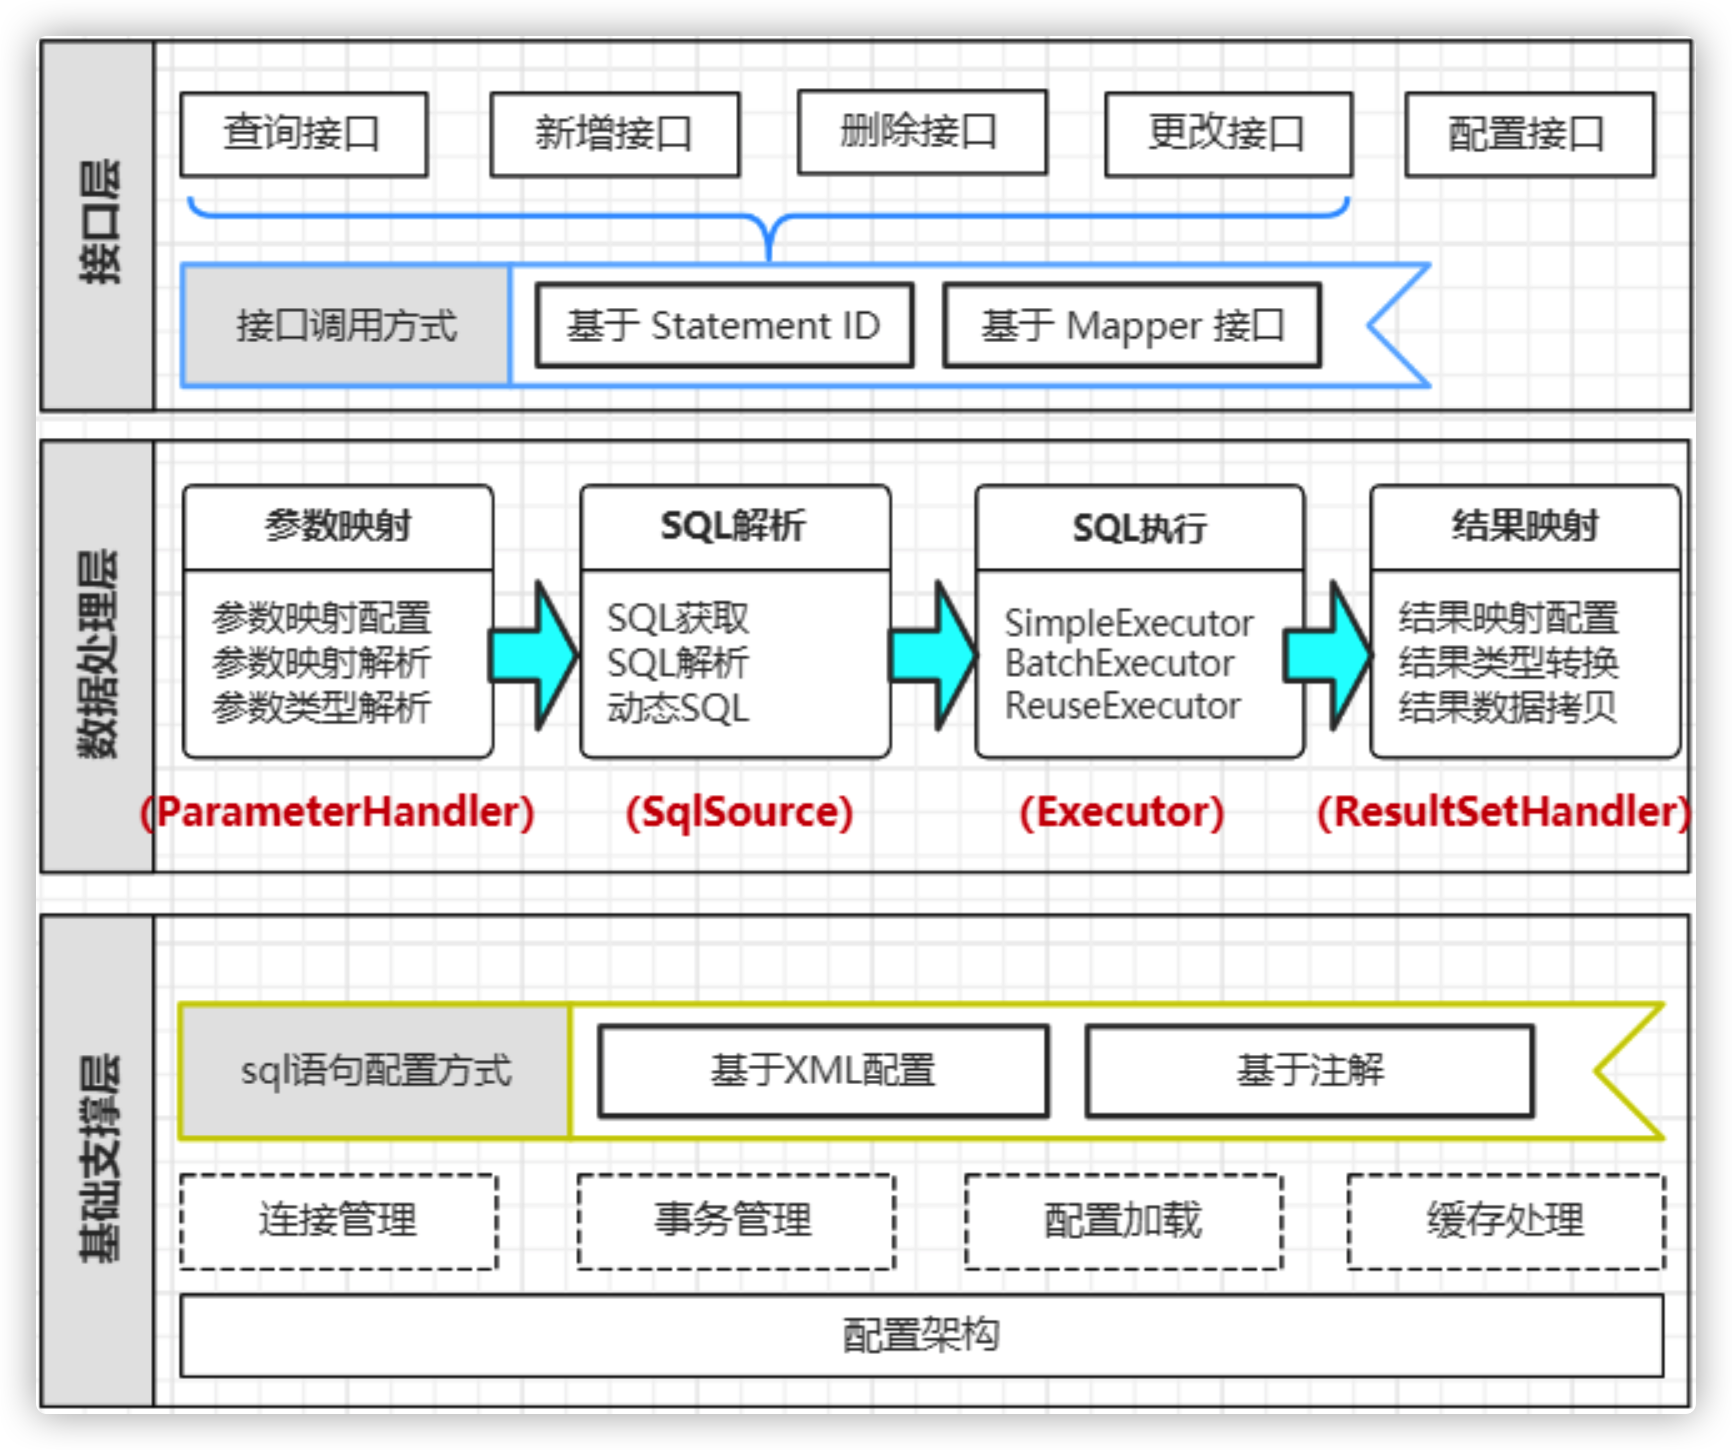 接口层
查询接口
新增接口
删除接口
更改接口
配置接口
接口调用方式
基于 Statement ID
基于 Mapper 接口
数据处理层
参数映射
参数映射配置
参数映射解析
参数类型解析
(ParameterHandler)
SQL解析
SQL获取
SQL解析
动态SQL
(SqlSource)
SQL执行
SimpleExecutor
BatchExecutor
ReuseExecutor
(Executor)
结果映射
结果映射配置
结果类型转换
结果数据拷贝
(ResultSetHandler)
基础支撑层
sql语句配置方式
基于XML配置
基于注解
连接管理
事务管理
配置加载
缓存处理
配置架构